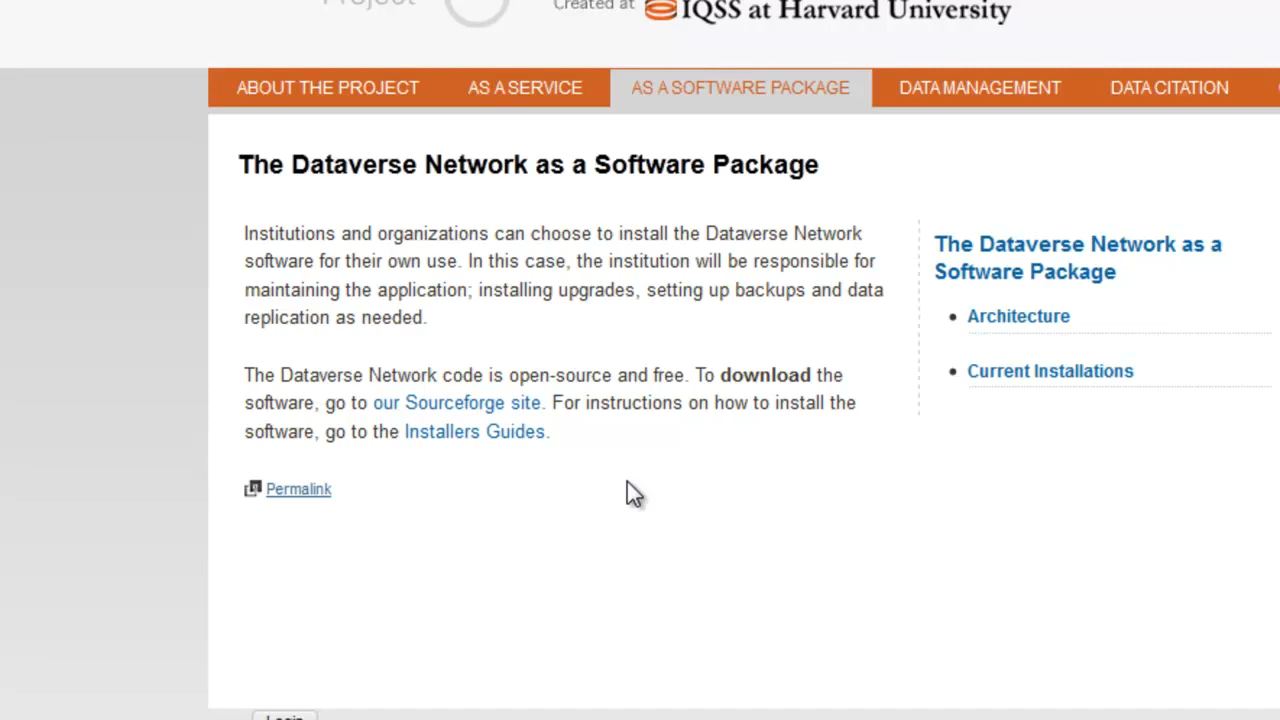 Project
Created at IQSS at Harvard University
ABOUT THE PROJECT AS A SERVICE AS A SOFTWARE PACKAGE DATA MANAGEMENT DATA CITATION
The Dataverse Network as a Software Package
Institutions and organizations can choose to install the Dataverse Network
software for their own use. In this case, the institution will be responsible for
maintaining the application; installing upgrades, setting up backups and data
replication as needed.
The Dataverse Network code is open-source and free. To download the
software, go to our Sourceforge site. For instructions on how to install the
software, go to the Installers Guides.
Permalink
The Dataverse Network as a
Software Package
• Architecture
• Current Installations
Login